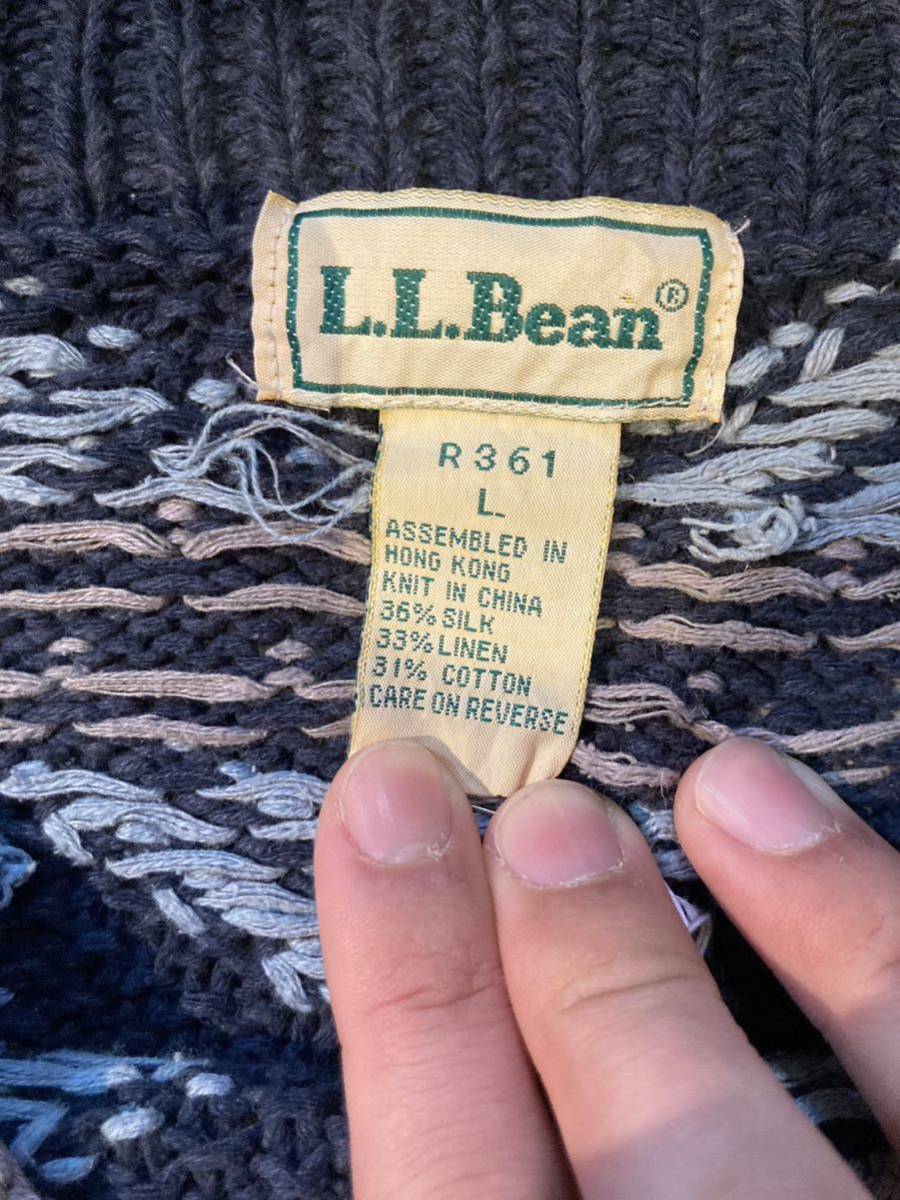 L.L.Bean®
R361
L
ASSEMBLED IN
HONG KONG
KNIT IN CHINA
36% SILK
33% LINEN
31% COTTON
CARE ON REVERSE